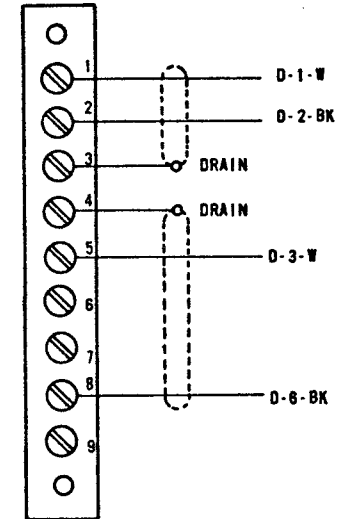 1 D-1-W
2 D-2-BK
3 DRAIN
4 DRAIN
5 D-3-W
6
7
8 D-6-BK
9